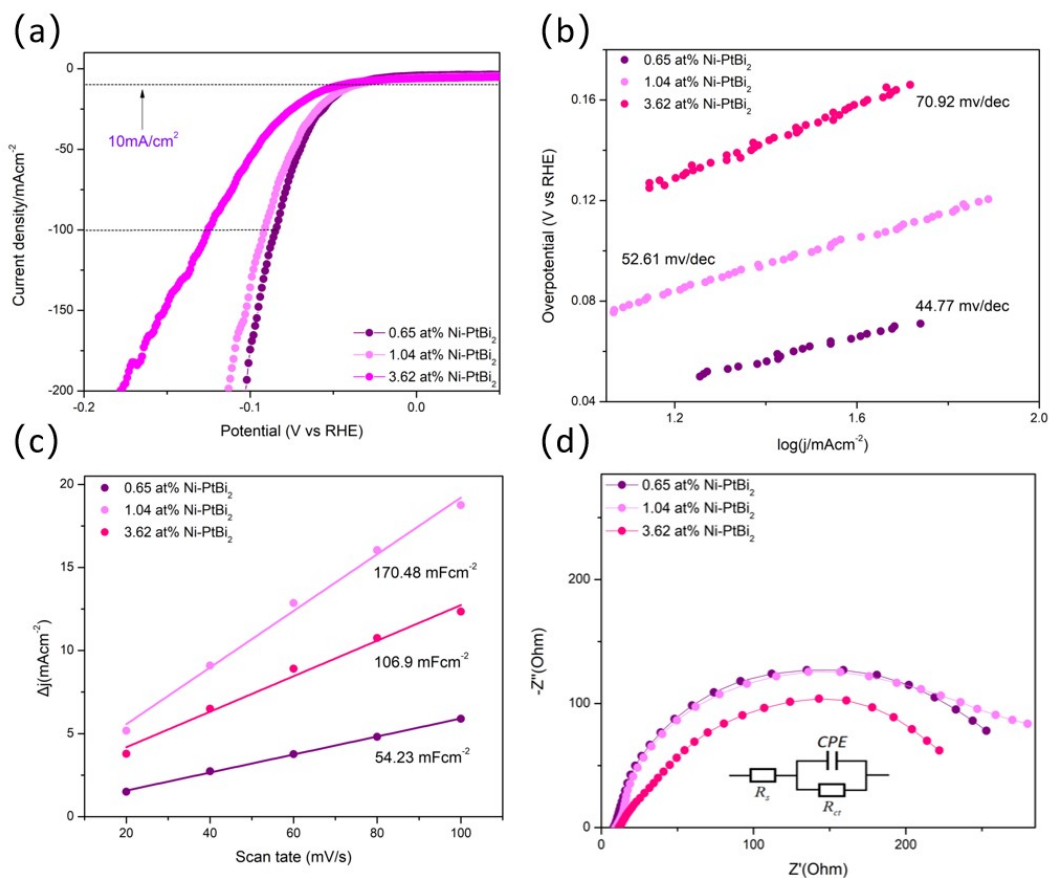 (a)
0
-50
-100
-150
-200
Current density/mAcm-2
10mA/cm2
0.65 at% Ni-PtBi2
1.04 at% Ni-PtBi2
3.62 at% Ni-PtBi2
-0.2
-0.1
0.0
Potential (V vs RHE)
(b)
0.65 at% Ni-PtBi2
1.04 at% Ni-PtBi2
3.62 at% Ni-PtBi2
0.16
0.12
0.08
0.04
Overpotential (V vs RHE)
70.92 mv/dec
52.61 mv/dec
44.77 mv/dec
1.2
1.6
2.0
log(j/mAcm-2)
(c)
20
15
10
5
0
Δj(mAcm-2)
0.65 at% Ni-PtBi2
1.04 at% Ni-PtBi2
3.62 at% Ni-PtBi2
170.48 mFcm-2
106.9 mFcm-2
54.23 mFcm-2
20
40
60
80
100
Scan tate (mV/s)
(d)
0.65 at% Ni-PtBi2
1.04 at% Ni-PtBi2
3.62 at% Ni-PtBi2
200
100
0
-Z''(Ohm)
CPE
Rs
Rct
0
100
200
Z'(Ohm)